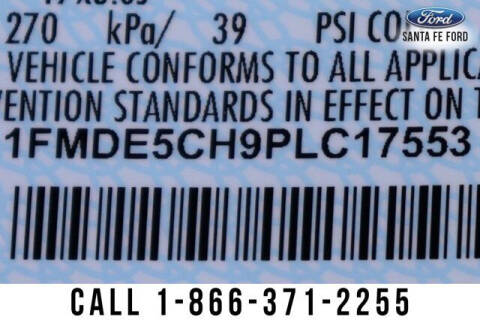 270 kPa/ 39 PSI CO
Ford
SANTA FE FORD
VEHICLE CONFORMS TO ALL APPLICA
VENTION STANDARDS IN EFFECT ON T
1FMDE5CH9PLC17553
CALL 1-866-371-2255